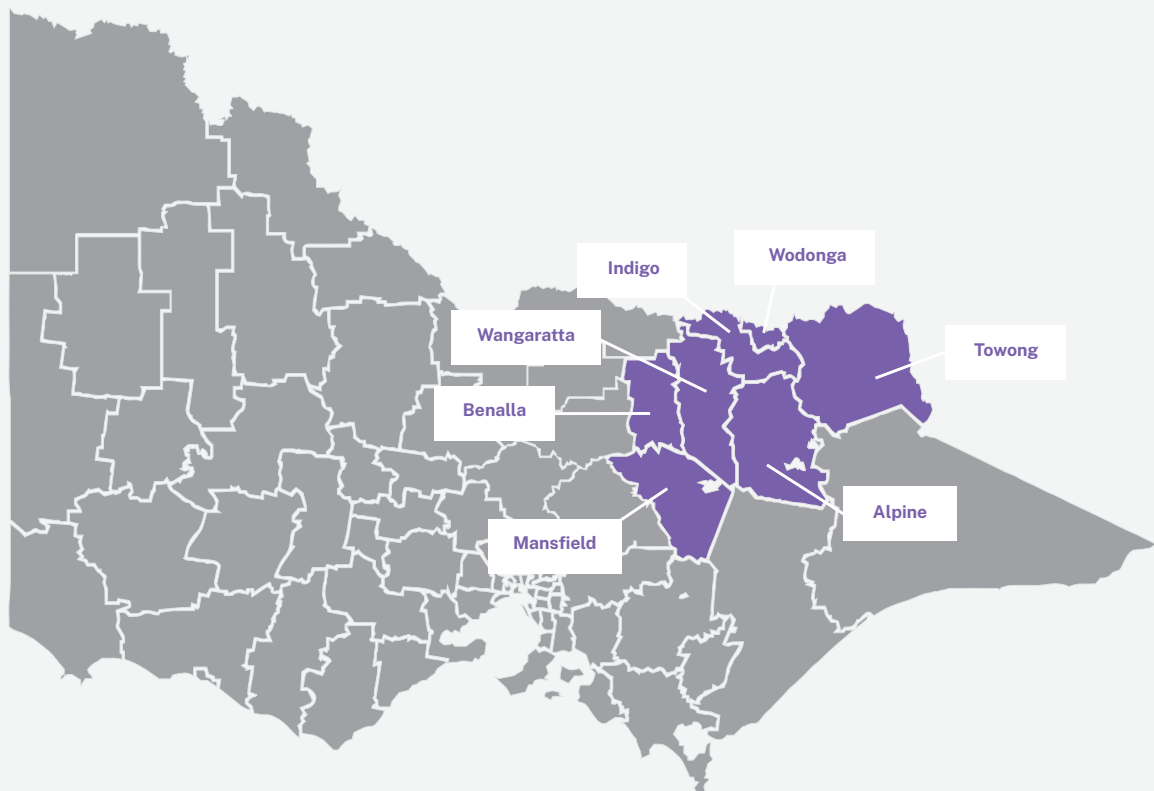 Wodonga
Indigo
Wangaratta
Towong
Benalla
Alpine
Mansfield